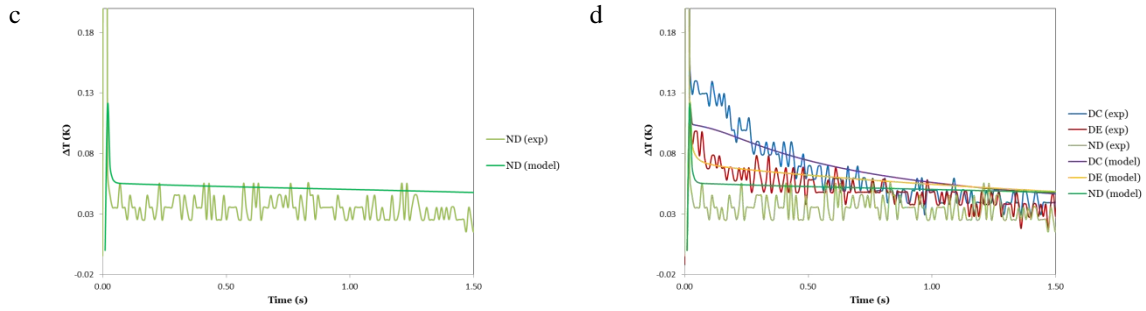 c
0.18
0.13
0.08
0.03
-0.02
ΔT (K)
0.00
0.50
1.00
1.50
Time (s)
ND (exp)
ND (model)
d
0.18
0.13
0.08
0.03
-0.02
ΔT (K)
0.00
0.50
1.00
1.50
Time (s)
DC (exp)
DE (exp)
ND (exp)
DC (model)
DE (model)
ND (model)